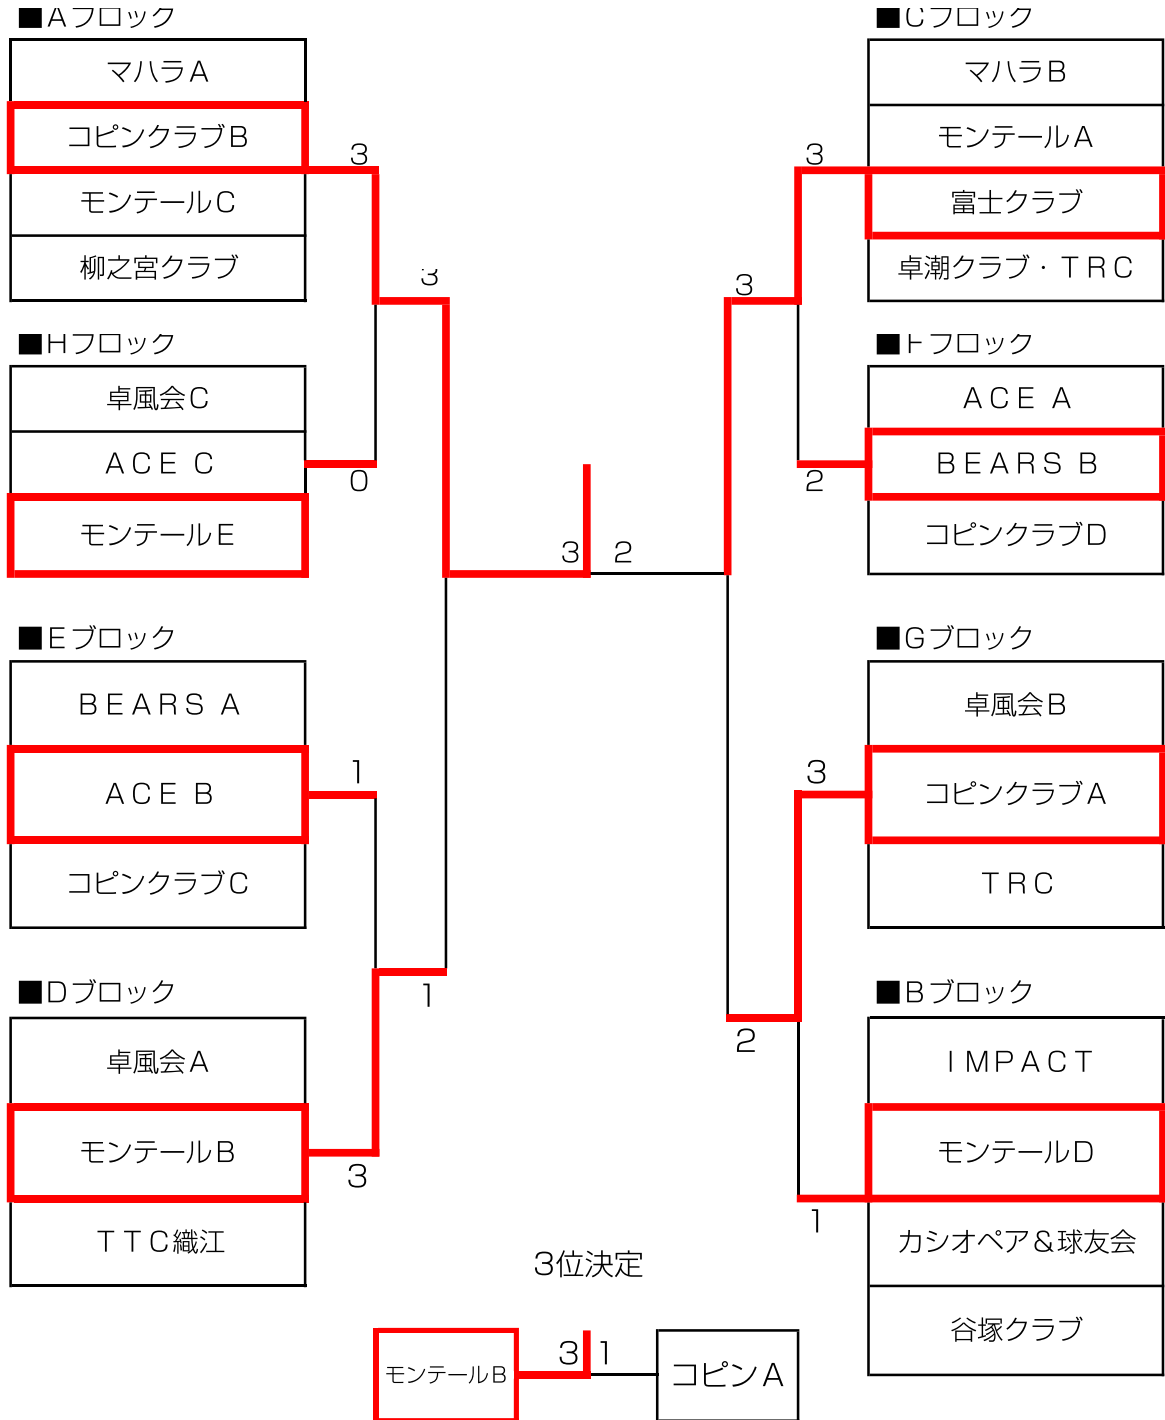 ■Aブロック
マハラA
コピンクラブB
モンテールC
柳之宮クラブ
■Hブロック
卓風会C
ACE C
モンテールE
■Eブロック
BEARS A
ACE B
コピンクラブC
■Dブロック
卓風会A
モンテールB
TTC織江
3
3
0
1
1
3
3 2
■Cブロック
マハラB
モンテールA
富士クラブ
卓潮クラブ・TRC
■Fブロック
ACE A
BEARS B
コピンクラブD
■Gブロック
卓風会B
コピンクラブA
TRC
■Bブロック
IMPACT
モンテールD
カシオペア&球友会
谷塚クラブ
3
3
2
3
2
1
3位決定
モンテールB
3 1
コピンA